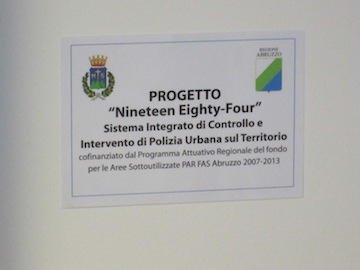 REGIONE
ABRUZZO
PROGETTO
"Nineteen Eighty-Four"
Sistema Integrato di Controllo e
Intervento di Polizia Urbana sul Territorio
cofinanziato dal Programma Attuativo Regionale del fondo
per le Aree Sottoutilizzate PAR FAS Abruzzo 2007-2013